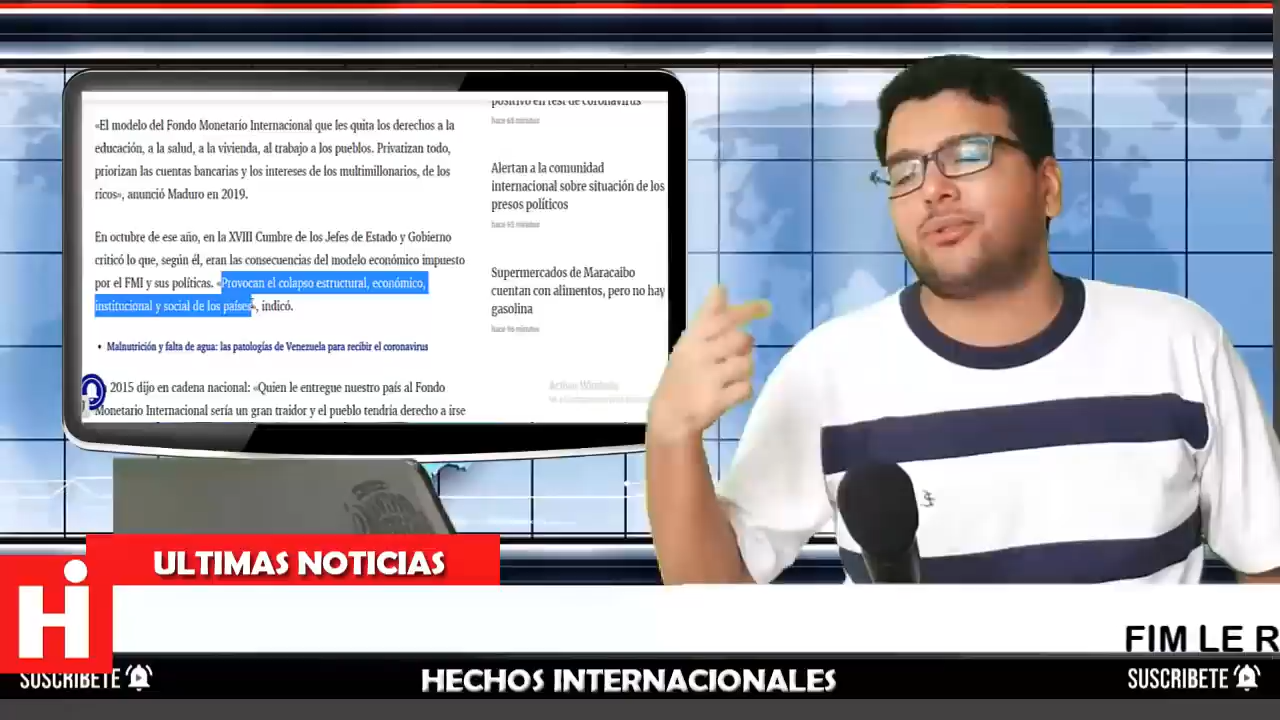 «El modelo del Fondo Monetario Internacional que les quita los derechos a la
educación, a la salud, a la vivienda, al trabajo a los pueblos. Privatizan todo,
priorizan las cuentas bancarias y los intereses de los multimillonarios, de los
ricos», anunció Maduro en 2019.
En octubre de ese año, en la XVIII Cumbre de los Jefes de Estado y Gobierno
criticó lo que, según él, eran las consecuencias del modelo económico impuesto
por el FMI y sus políticas. «Provocan el colapso estructural, económico,
institucional y social de los países», indicó.
• Malnutrición y falta de agua: las patologías de Venezuela para recibir el coronavirus
2015 dijo en cadena nacional: «Quien le entregue nuestro país al Fondo
Monetario Internacional sería un gran traidor y el pueblo tendría derecho a irse
positivo en test de coronavirus
Alertan a la comunidad
internacional sobre situación de los
presos políticos
Supermercados de Maracaibo
cuentan con alimentos, pero no hay
gasolina
ULTIMAS NOTICIAS
Hi
FIM LE R
SUSCRIBETE
HECHOS INTERNACIONALES
SUSCRIBETE